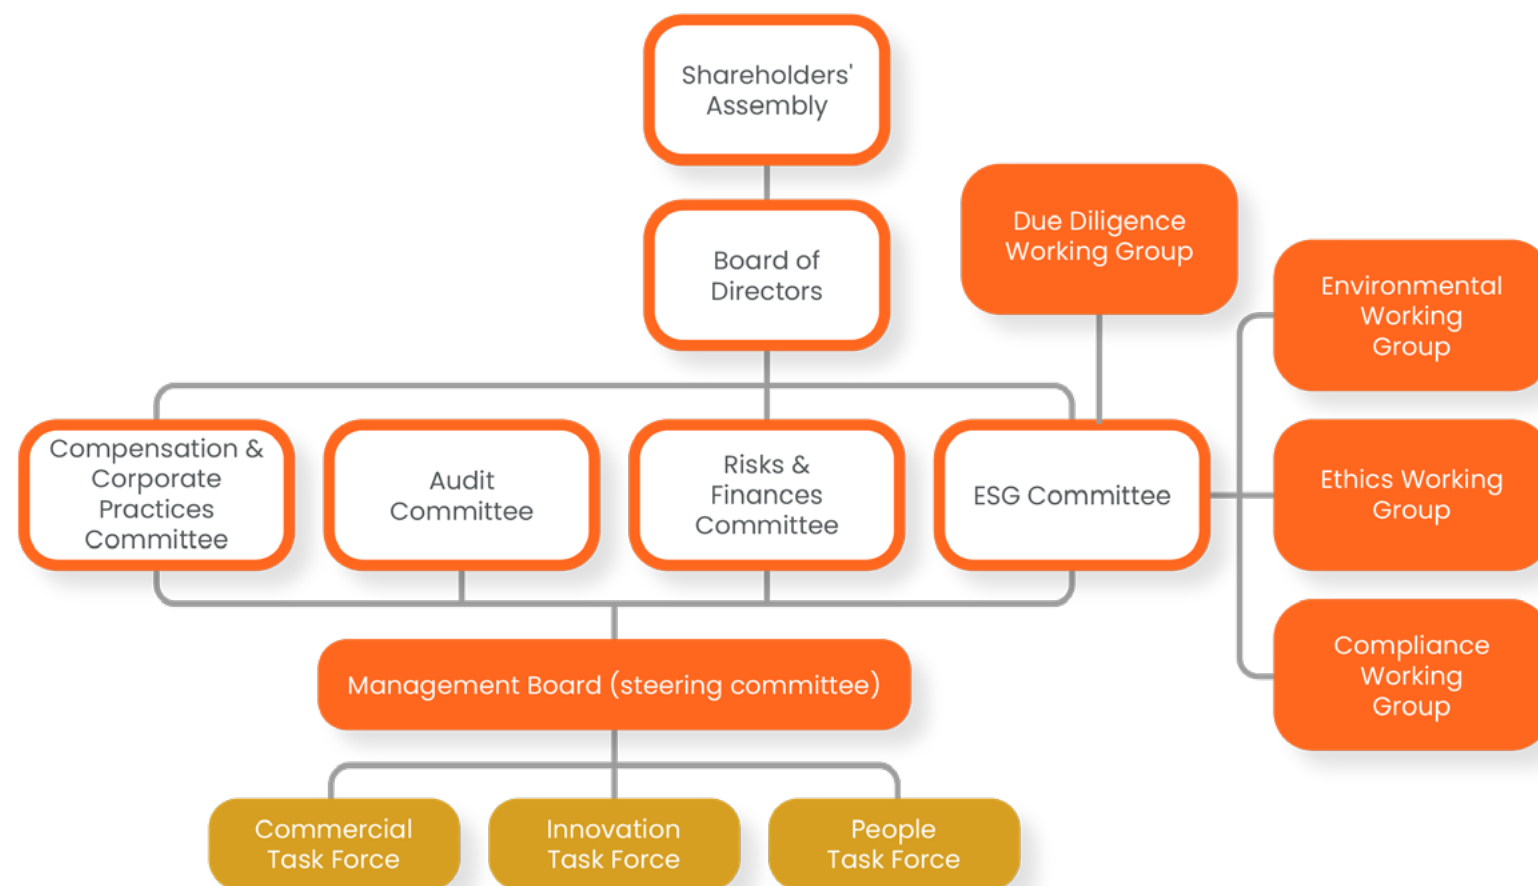 Shareholders'
Assembly
Board of
Directors
Due Diligence
Working Group
Environmental
Working
Group
Compensation &
Corporate
Practices
Committee
Audit
Committee
Risks &
Finances
Committee
ESG Committee
Ethics Working
Group
Compliance
Working
Group
Management Board (steering committee)
Commercial
Task Force
Innovation
Task Force
People
Task Force